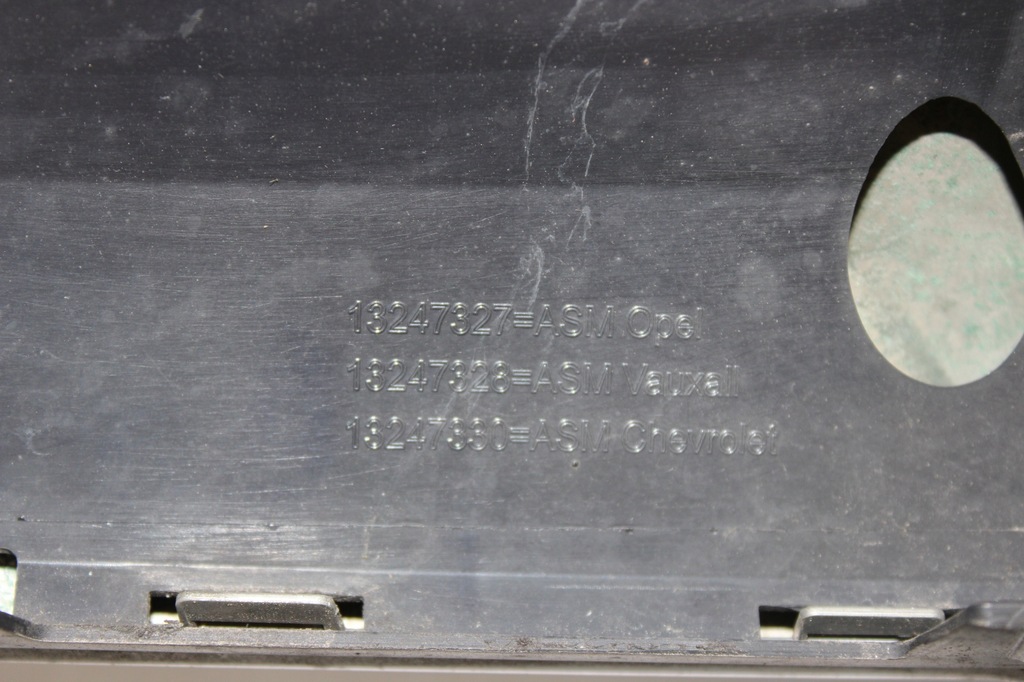 13247327=ASM Opel
13247328=ASM Vauxall
13247330=ASM Chevrolet